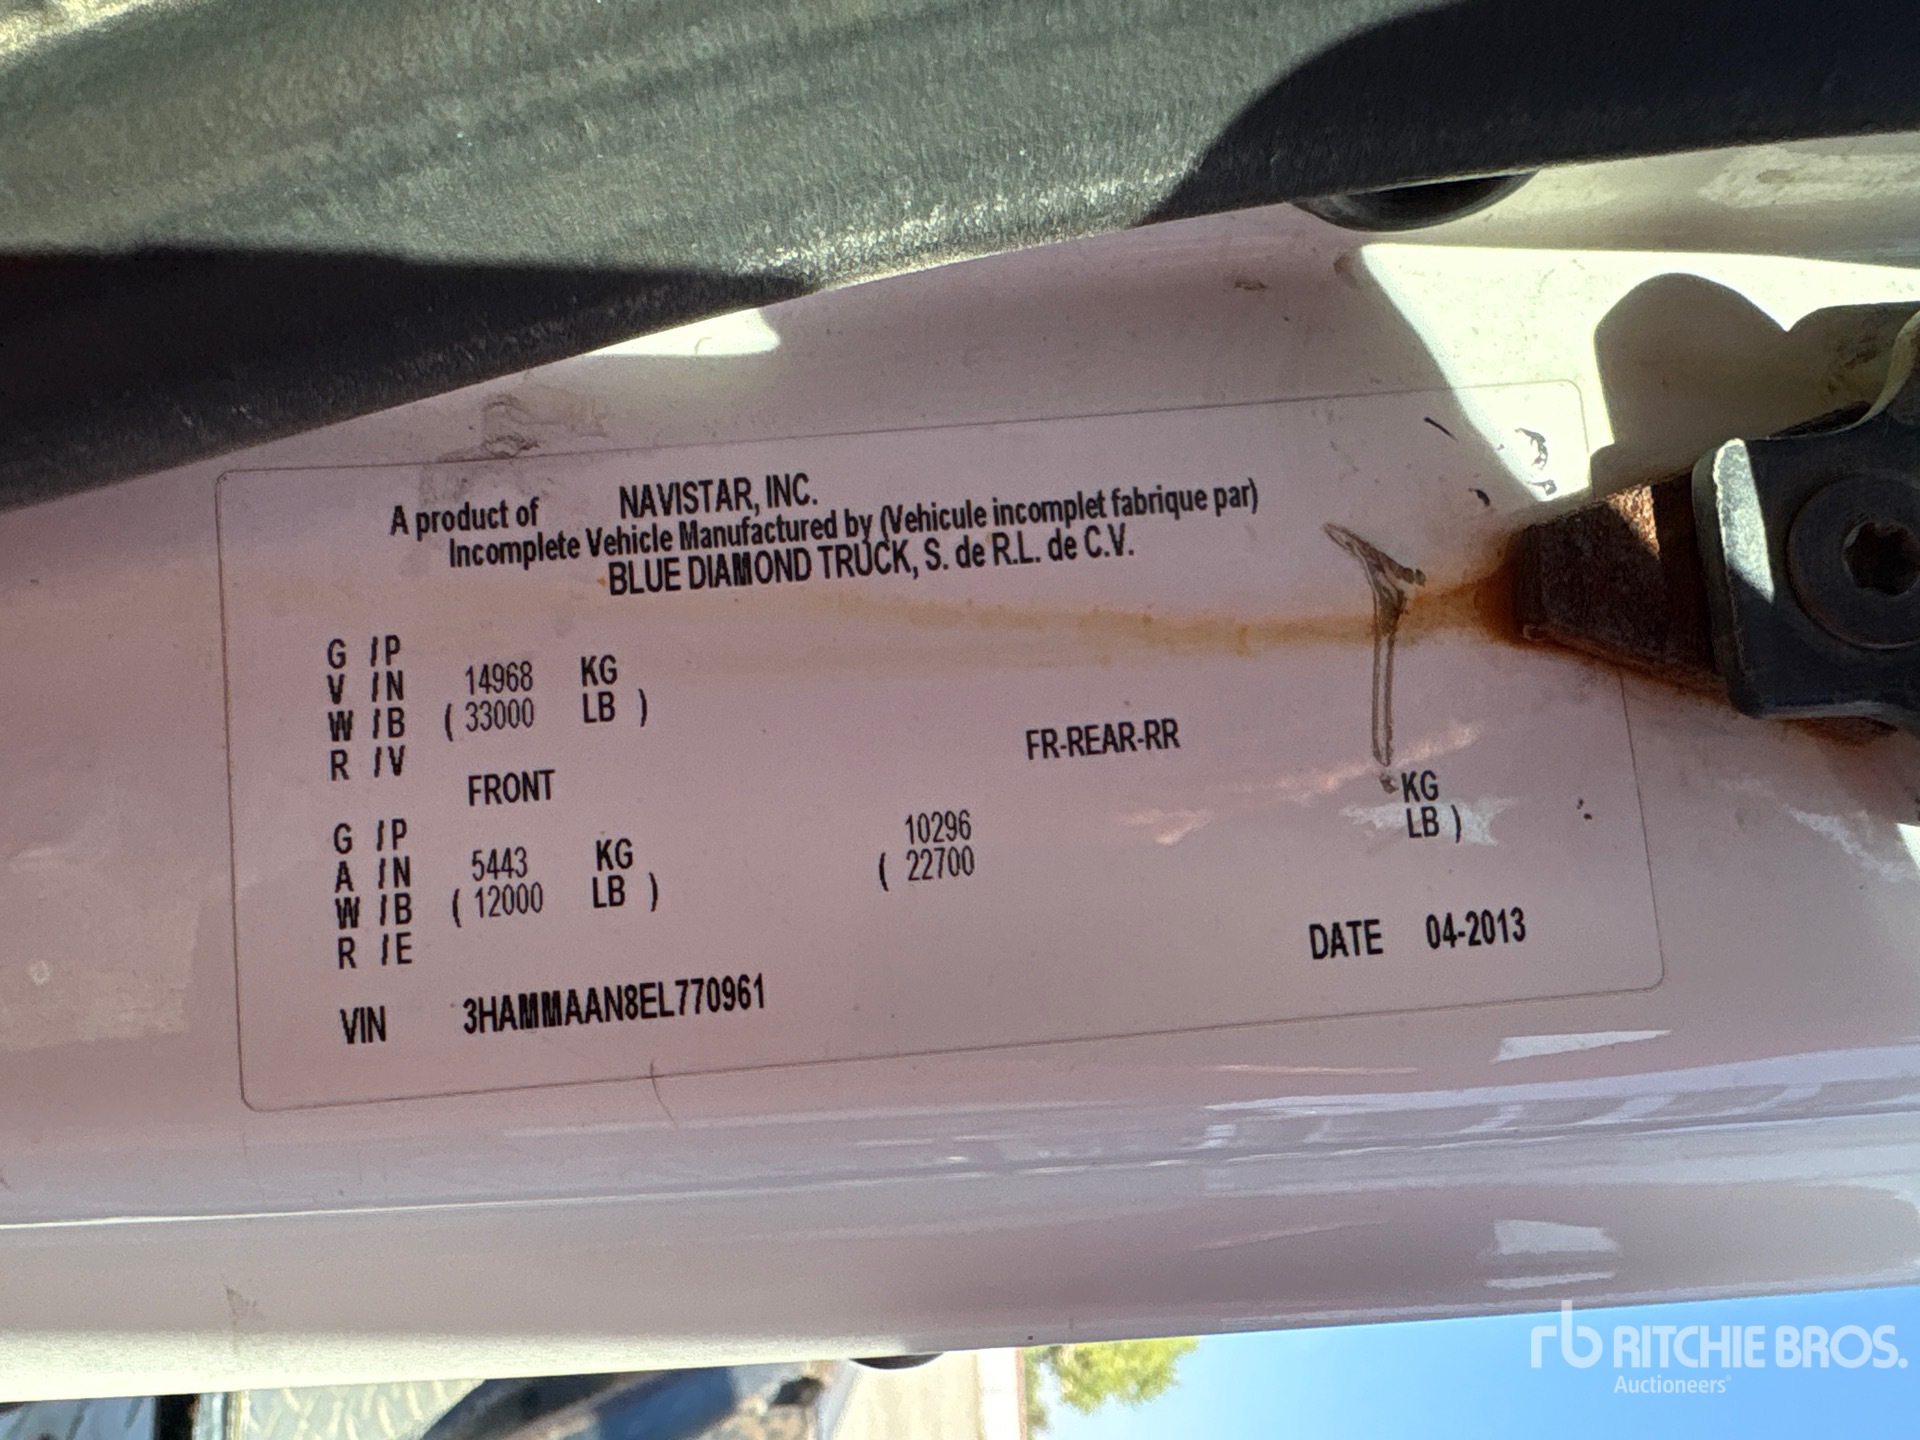 A product of NAVISTAR, INC.
Incomplete Vehicle Manufactured by (Vehicule incomplet fabrique par)
BLUE DIAMOND TRUCK, S. de R.L. de C.V.
G / P
V / N 14968 KG
W / B ( 33000 LB )
R / V
FRONT FR-REAR-RR
G / P 10296 KG
A / N 5443 KG ( 22700 LB )
W / B ( 12000 LB )
R / E
DATE 04-2013
VIN 3HAMMAAN8EL770961
rb RITCHIE BROS.
Auctioneers